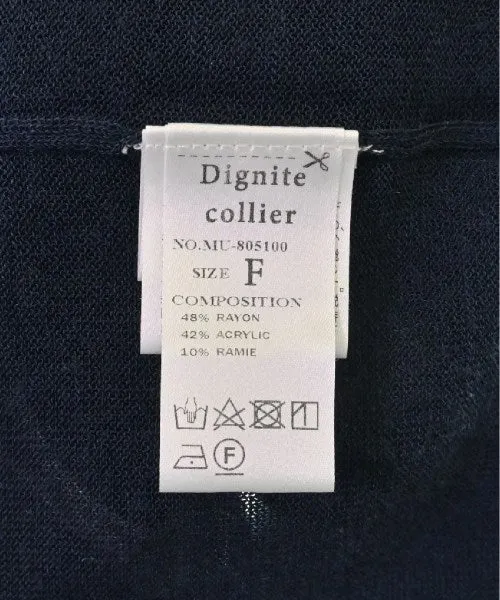 Dignite
collier
NO.MU-805100
SIZE F
COMPOSITION
48% RAYON
42% ACRYLIC
10% RAMIE
F